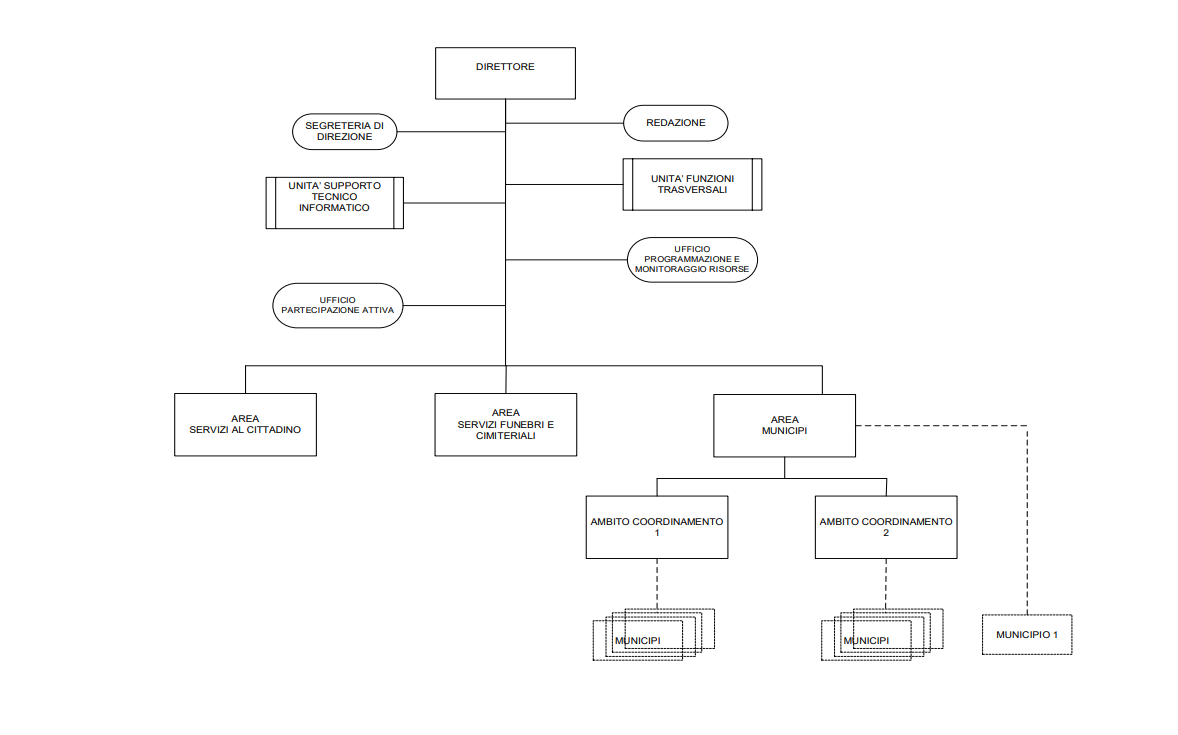 DIRETTORE
SEGRETERIA DI
DIREZIONE
REDAZIONE
UNITA' SUPPORTO
TECNICO
INFORMATICO
UNITA' FUNZIONI
TRASVERSALI
UFFICIO
PROGRAMMAZIONE E
MONITORAGGIO RISORSE
UFFICIO
PARTECIPAZIONE ATTIVA
AREA
SERVIZI AL CITTADINO
AREA
SERVIZI FUNEBRI E
CIMITERIALI
AREA
MUNICIPI
AMBITO COORDINAMENTO
1
AMBITO COORDINAMENTO
2
MUNICIPI
MUNICIPI
MUNICIPIO 1